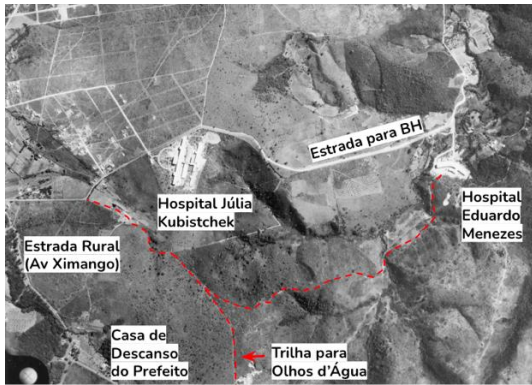 Estrada para BH
Hospital Júlia
Kubistchek
Hospital
Eduardo
Menezes
Estrada Rural
(Av Ximango)
Casa de
Descanso
do Prefeito
Trilha para
Olhos d'Água